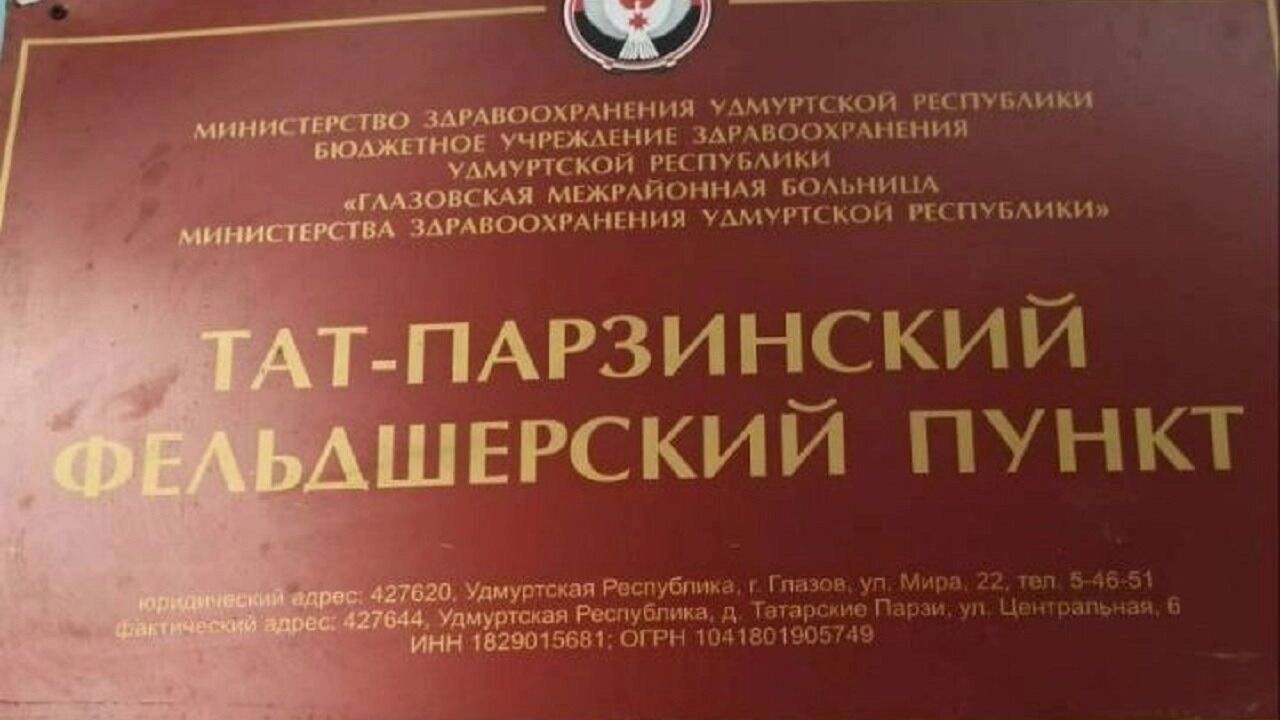 МИНИСТЕРСТВО ЗДРАВООХРАНЕНИЯ УДМУРТСКОЙ РЕСПУБЛИКИ
БЮДЖЕТНОЕ УЧРЕЖДЕНИЕ ЗДРАВООХРАНЕНИЯ
УДМУРТСКОЙ РЕСПУБЛИКИ
«ГЛАЗОВСКАЯ МЕЖРАЙОННАЯ БОЛЬНИЦА
МИНИСТЕРСТВА ЗДРАВООХРАНЕНИЯ УДМУРТСКОЙ РЕСПУБЛИКИ»
ТАТ-ПАРЗИНСКИЙ
ФЕЛЬДШЕРСКИЙ ПУНКТ
юридический адрес: 427620, Удмуртская Республика, г. Глазов, ул. Мира, 22, тел. 5-46-51
фактический адрес: 427644, Удмуртская Республика, д. Татарские Парзи, ул. Центральная, 6
ИНН 1829015681; ОГРН 1041801905749